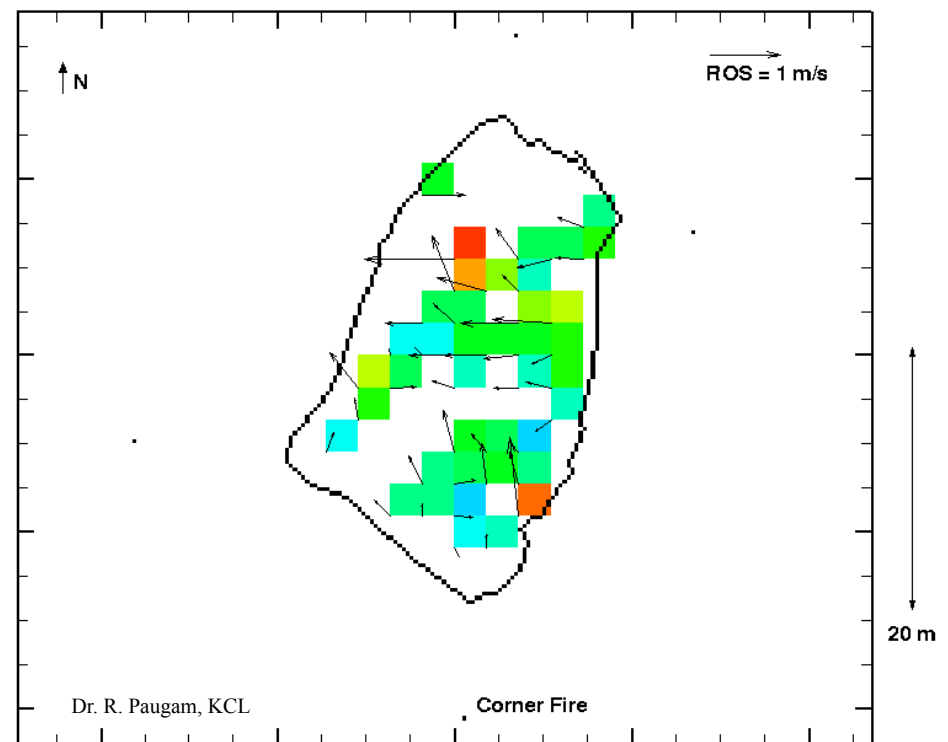 N
ROS = 1 m/s
20 m
Dr. R. Paugam, KCL
Corner Fire